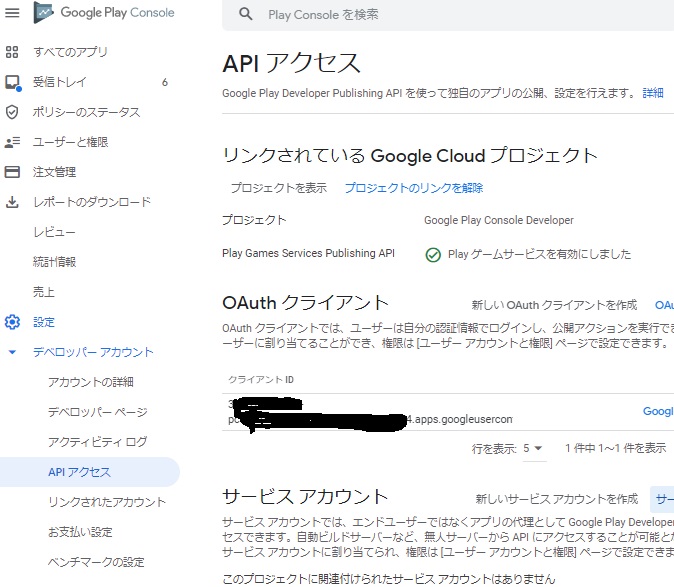 Google Play Console
Play Console を検索
すべてのアプリ
受信トレイ 6
ポリシーのステータス
ユーザーと権限
注文管理
レポートのダウンロード
レビュー
統計情報
売上
設定
デベロッパー アカウント
アカウントの詳細
デベロッパー ページ
アクティビティ ログ
API アクセス
リンクされたアカウント
お支払い設定
ベンチマークの設定
API アクセス
Google Play Developer Publishing API を使って独自のアプリの公開、設定を行えます。 詳細
リンクされている Google Cloud プロジェクト
プロジェクトを表示 プロジェクトのリンクを解除
プロジェクト Google Play Console Developer
Play Games Services Publishing API Play ゲームサービスを有効にしました
OAuth クライアント 新しい OAuth クライアントを作成 OAu
OAuth クライアントでは、ユーザーは自分の認証情報でログインし、公開アクションを実行でき
ーザーに割り当てることができ、権限は [ユーザー アカウントと権限] ページで設定できます。
クライアント ID
4.apps.googleusercon Googl
行を表示: 5 1 件中 1～1 件を表示
サービス アカウント 新しいサービス アカウントを作成 サー
サービス アカウントでは、エンドユーザーではなくアプリの代理として Google Play Developer
セスできます。自動ビルドサーバーなど、無人サーバーから API にアクセスすることが可能とな
サービス アカウントに割り当てられ、権限は [ユーザー アカウントと権限] ページで設定できま
このプロジェクトに関連付けられたサービス アカウントはありません